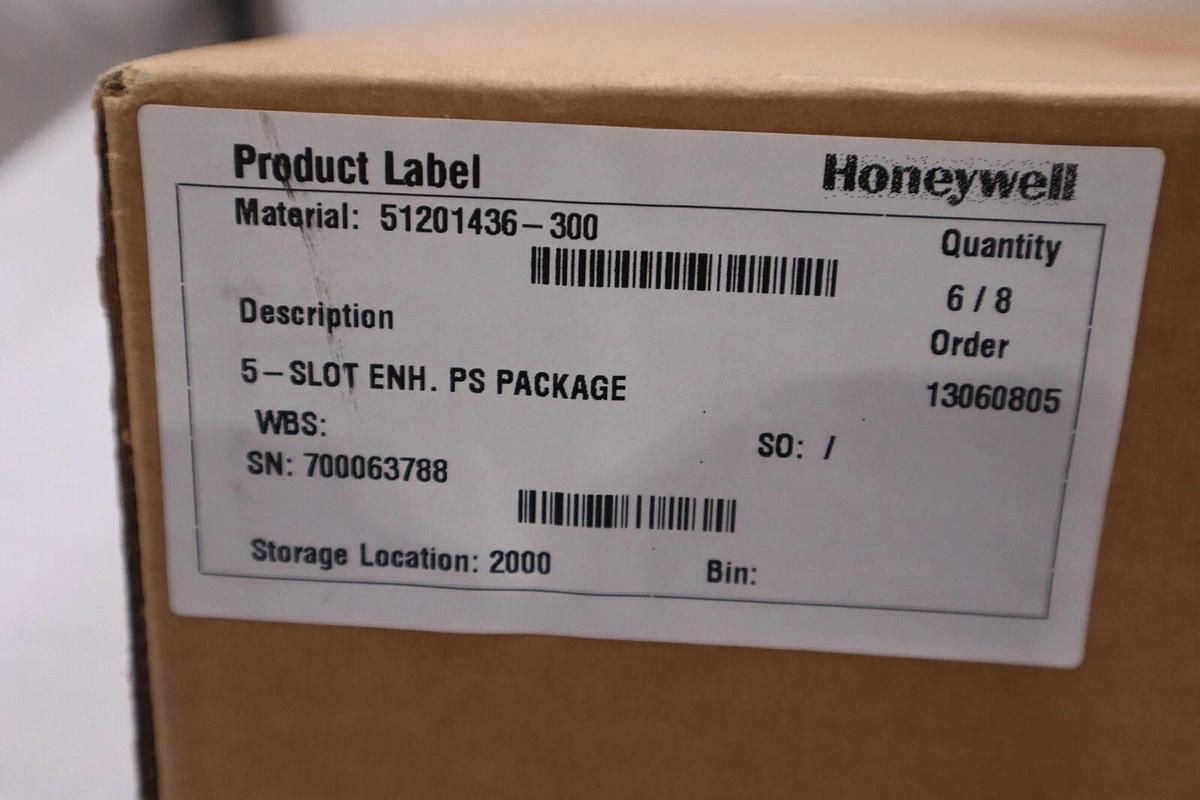 Product Label
Honeywell
Material: 51201436-300
Quantity
6 / 8
Description
Order
5-SLOT ENH. PS PACKAGE
13060805
WBS:
SO: /
SN: 700063788
Storage Location: 2000
Bin: